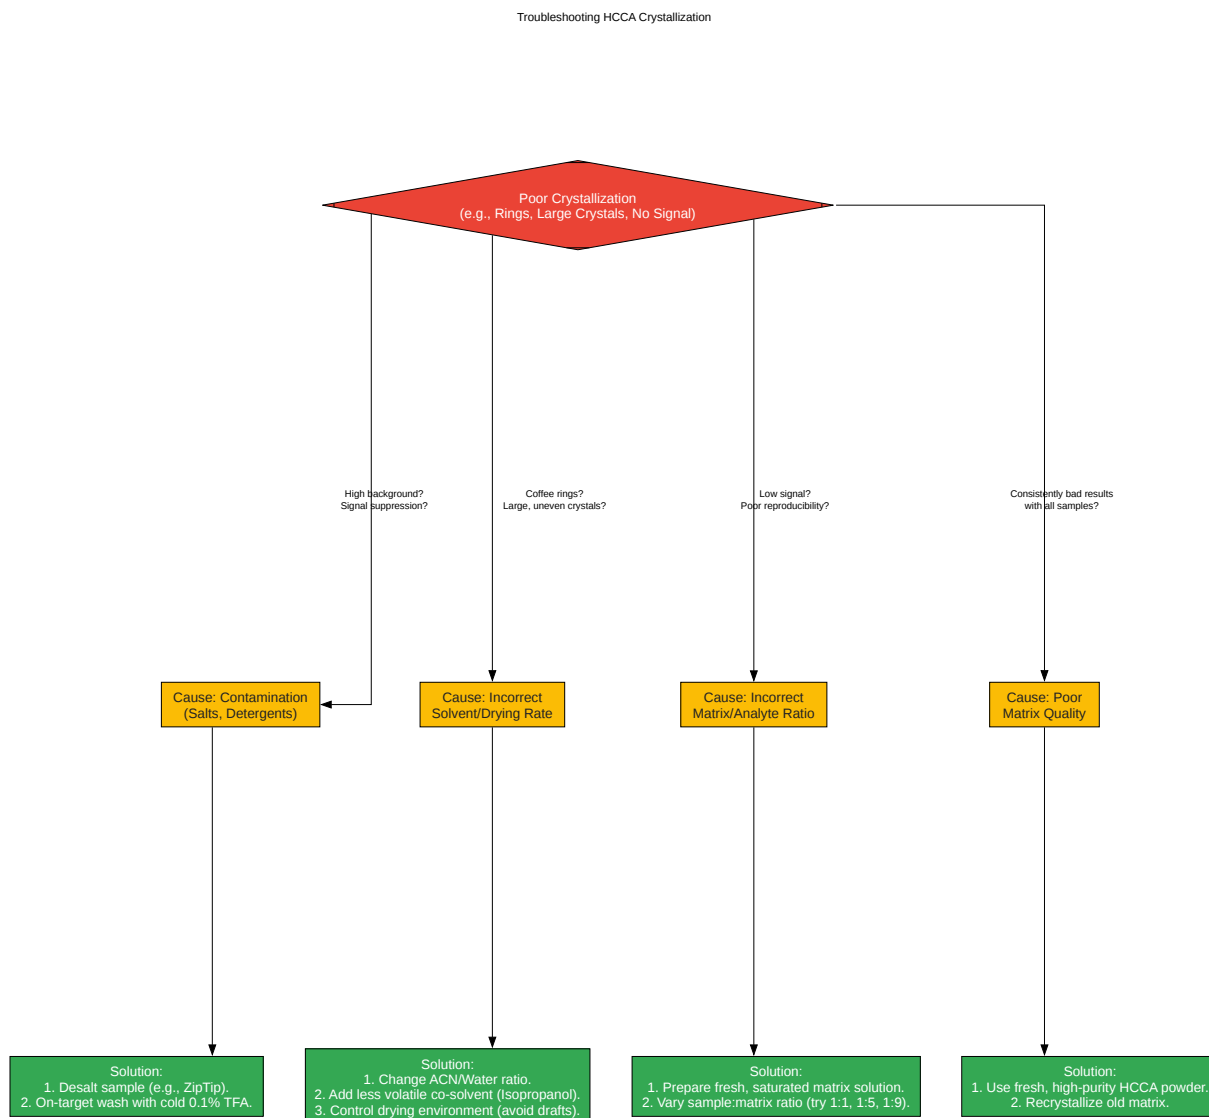 Troubleshooting HCCA Crystallization
Poor Crystallization
(e.g., Rings, Large Crystals, No Signal)
High background?
Signal suppression?
Coffee rings?
Large, uneven crystals?
Low signal?
Poor reproducibility?
Consistently bad results
with all samples?
Cause: Contamination
(Salts, Detergents)
Cause: Incorrect
Solvent/Drying Rate
Cause: Incorrect
Matrix/Analyte Ratio
Cause: Poor
Matrix Quality
Solution:
1. Desalt sample (e.g., ZipTip).
2. On-target wash with cold 0.1% TFA.
Solution:
1. Change ACN/Water ratio.
2. Add less volatile co-solvent (Isopropanol).
3. Control drying environment (avoid drafts).
Solution:
1. Prepare fresh, saturated matrix solution.
2. Vary sample:matrix ratio (try 1:1, 1:5, 1:9).
Solution:
1. Use fresh, high-purity HCCA powder.
2. Recrystallize old matrix.